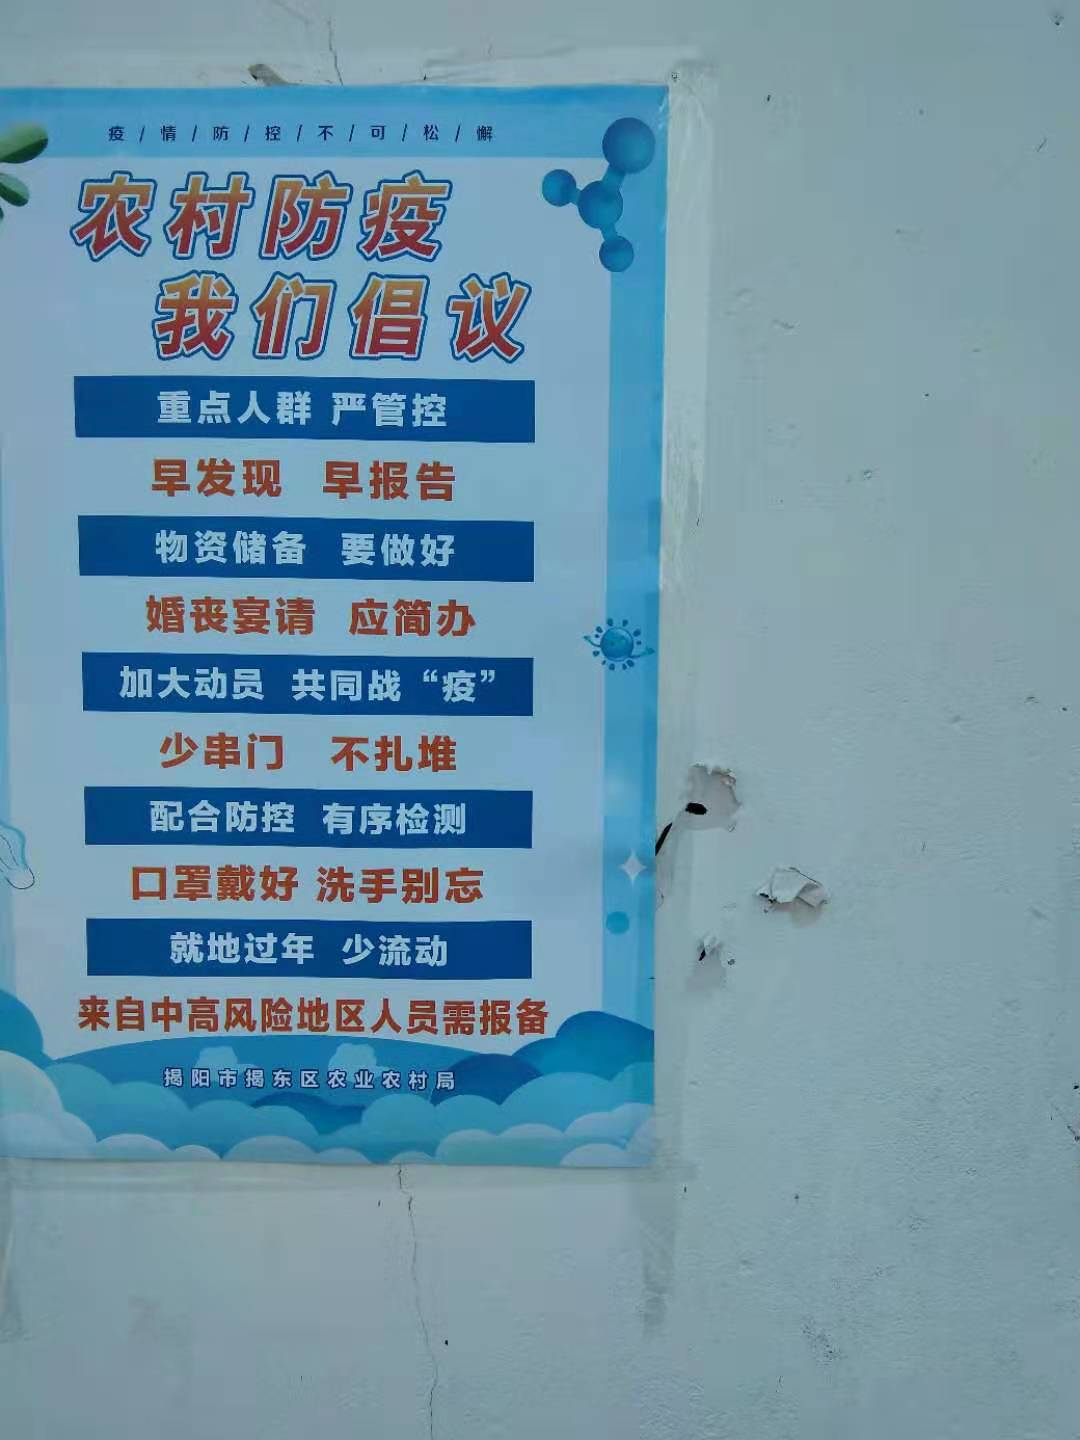 疫/情/防/控/不/可/松/懈
农村防疫
我们倡议
重点人群 严管控
早发现 早报告
物资储备 要做好
婚丧宴请 应简办
加大动员 共同战“疫”
少串门 不扎堆
配合防控 有序检测
口罩戴好 洗手别忘
就地过年 少流动
来自中高风险地区人员需报备
揭阳市揭东区农业农村局